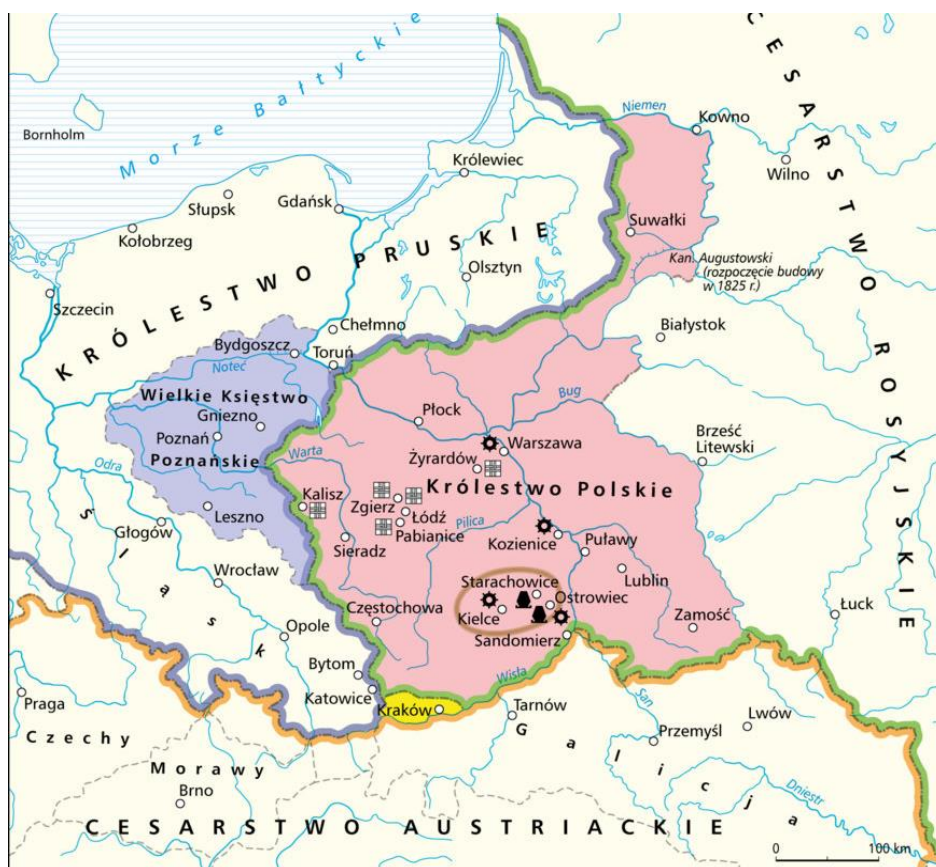 CESARSTWO ROSYJSKIE
Niemen
Kowno
Bornholm
Morze Bałtyckie
Wilno
Królewiec
Słupsk
Gdańsk
Kołobrzeg
Suwałki
KRÓLESTWO PRUSKIE
Kan. Augustowski
(rozpoczęcie budowy
w 1825 r.)
Olsztyn
Szczecin
Chełmno
Białystok
Bydgoszcz
Toruń
Noteć
Wielkie Księstwo
Poznańskie
Gniezno
Poznań
Płock
Bug
Warszawa
Brześć
Litewski
Żyrardów
Warta
Odra
Królestwo Polskie
Kalisz
Zgierz
Łódź
Pabianice
Leszno
Głogów
Śląsk
Sieradz
Pilica
Kozienice
Puławy
Wrocław
Lublin
Starachowice
Ostrowiec
Kielce
Częstochowa
Zamość
Łuck
Sandomierz
Opole
Bytom
Katowice
Wisła
Kraków
San
Praga
Tarnów
Lwów
Przemyśl
Czechy
Galicja
Morawy
Brno
Dniestr
CESARSTWO AUSTRIACKIE
0 100 km